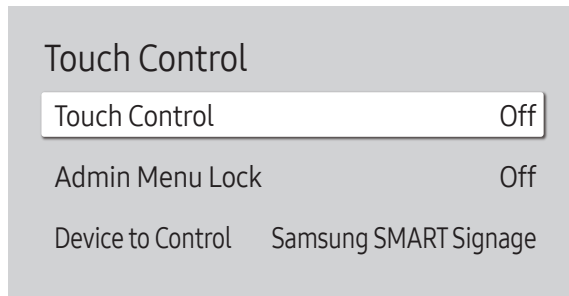 Touch Control
Touch Control Off
Admin Menu Lock Off
Device to Control Samsung SMART Signage